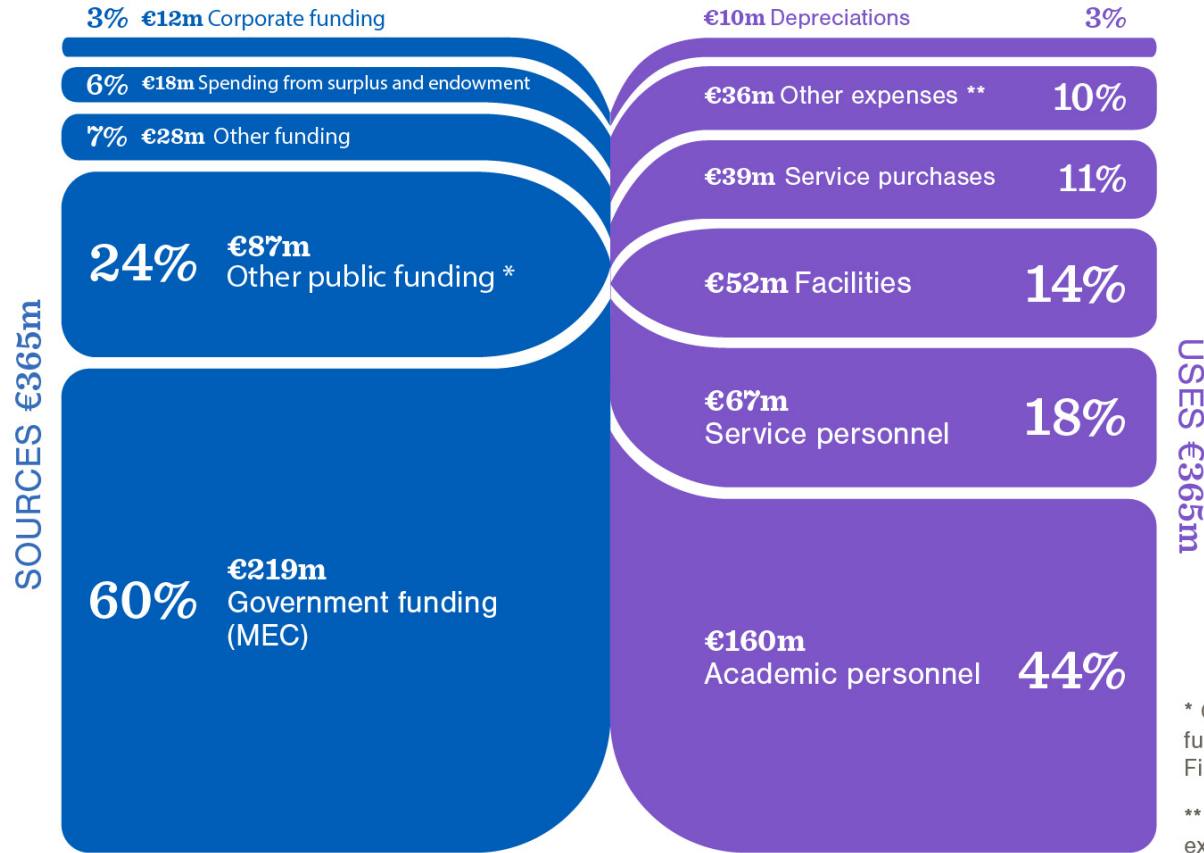 3% €12m Corporate funding
6% €18m Spending from surplus and endowment
7% €28m Other funding
24% €87m
Other public funding *
60% €219m
Government funding
(MEC)
SOURCES €365m
€10m Depreciations 3%
€36m Other expenses ** 10%
€39m Service purchases 11%
€52m Facilities 14%
€67m
Service personnel 18%
€160m
Academic personnel 44%
USES €365m
*
fu
Fi
**
ex